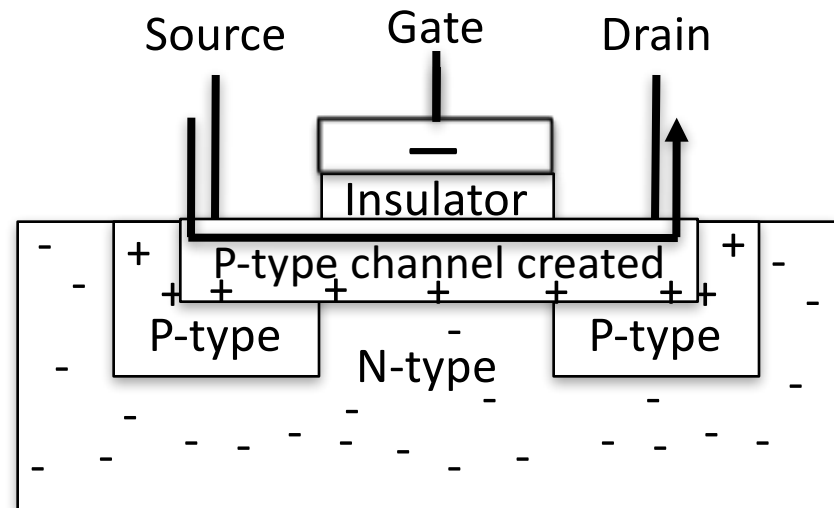 Source
Gate
Drain
Insulator
P-type channel created
P-type
P-type
N-type